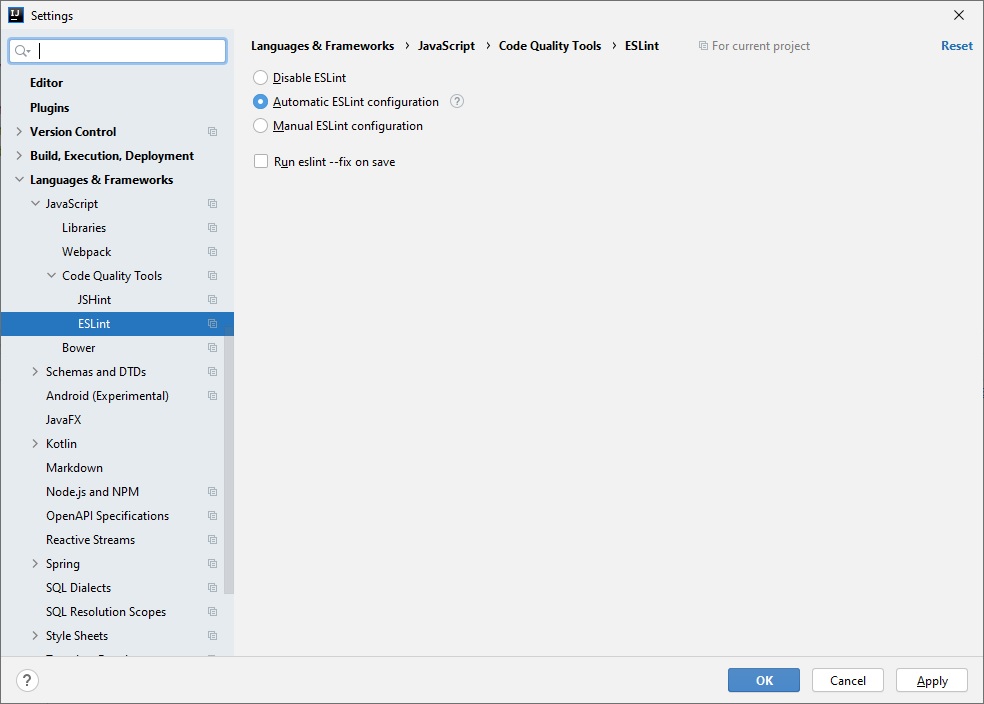 IJ
Settings
Editor
Plugins
Version Control
Build, Execution, Deployment
Languages & Frameworks
JavaScript
Libraries
Webpack
Code Quality Tools
JSHint
ESLint
Bower
Schemas and DTDs
Android (Experimental)
JavaFX
Kotlin
Markdown
Node.js and NPM
OpenAPI Specifications
Reactive Streams
Spring
SQL Dialects
SQL Resolution Scopes
Style Sheets
Languages & Frameworks › JavaScript › Code Quality Tools › ESLint
For current project
Reset
Disable ESLint
Automatic ESLint configuration ?
Manual ESLint configuration
Run eslint --fix on save
?
OK
Cancel
Apply